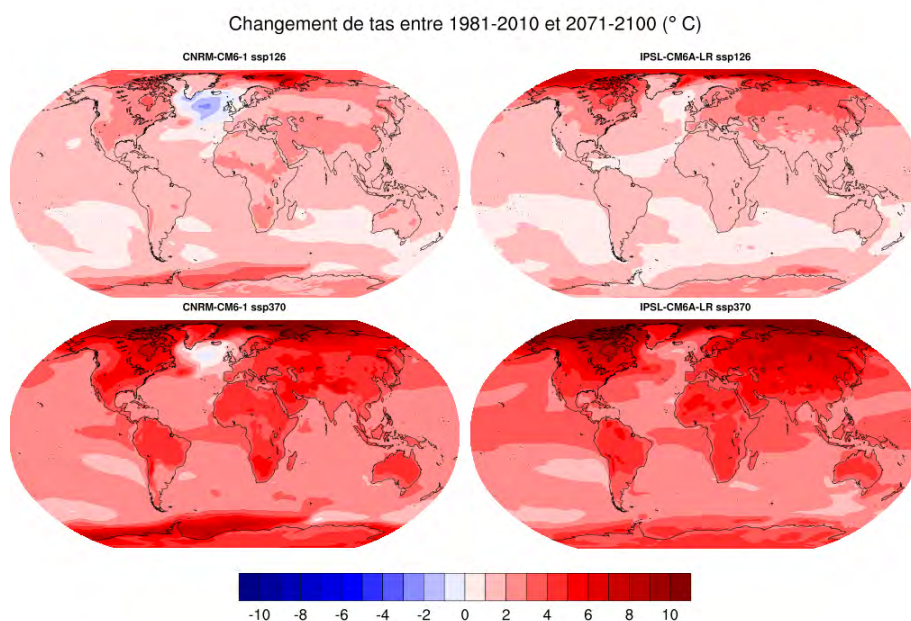 Changement de tas entre 1981-2010 et 2071-2100 (° C)
CNRM-CM6-1 ssp126
IPSL-CM6A-LR ssp126
CNRM-CM6-1 ssp370
IPSL-CM6A-LR ssp370
-10 -8 -6 -4 -2 0 2 4 6 8 10